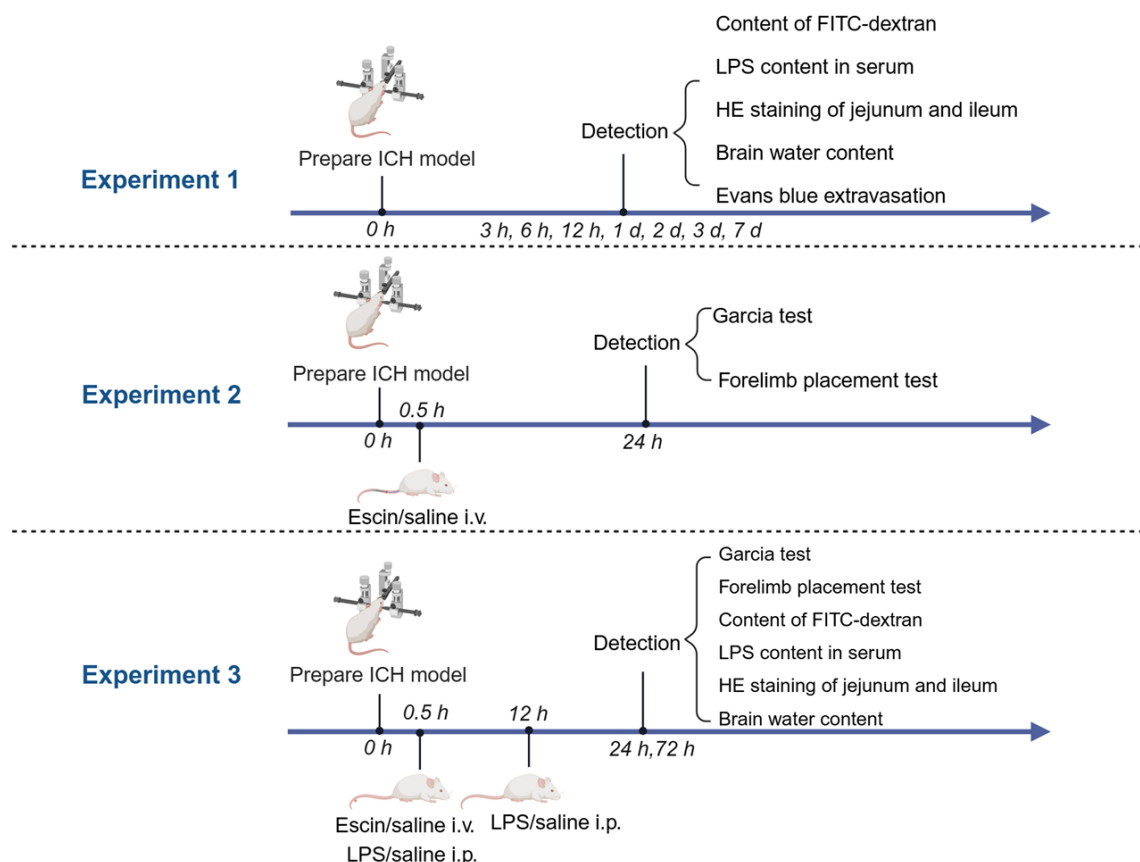 Content of FITC-dextran
LPS content in serum
HE staining of jejunum and ileum
Detection
Brain water content
Evans blue extravasation
Prepare ICH model
Experiment 1
0 h
3 h, 6 h, 12 h, 1 d, 2 d, 3 d, 7 d
Garcia test
Detection
Forelimb placement test
Prepare ICH model
Experiment 2
0.5 h
0 h
24 h
Escin/saline i.v.
Garcia test
Forelimb placement test
Content of FITC-dextran
Detection
LPS content in serum
HE staining of jejunum and ileum
Brain water content
Prepare ICH model
Experiment 3
0.5 h
12 h
0 h
24 h,72 h
Escin/saline i.v.
LPS/saline i.p.
LPS/saline i.p.